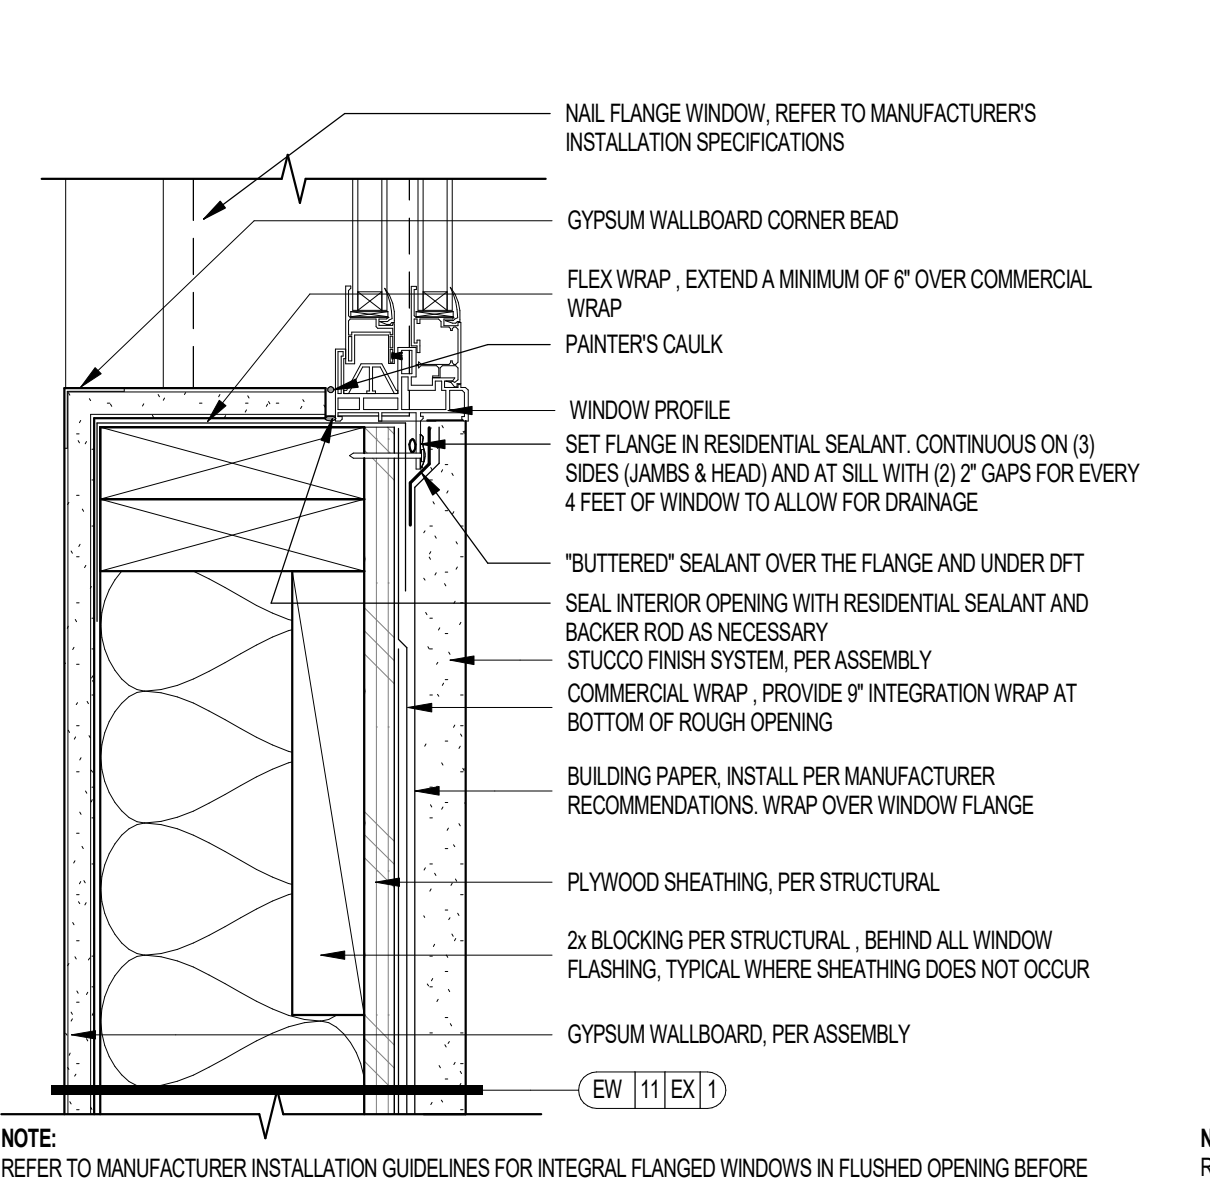 NAIL FLANGE WINDOW, REFER TO MANUFACTURER'S
INSTALLATION SPECIFICATIONS
GYPSUM WALLBOARD CORNER BEAD
FLEX WRAP , EXTEND A MINIMUM OF 6" OVER COMMERCIAL
WRAP
PAINTER'S CAULK
WINDOW PROFILE
SET FLANGE IN RESIDENTIAL SEALANT. CONTINUOUS ON (3)
SIDES (JAMBS & HEAD) AND AT SILL WITH (2) 2" GAPS FOR EVERY
4 FEET OF WINDOW TO ALLOW FOR DRAINAGE
"BUTTERED" SEALANT OVER THE FLANGE AND UNDER DFT
SEAL INTERIOR OPENING WITH RESIDENTIAL SEALANT AND
BACKER ROD AS NECESSARY
STUCCO FINISH SYSTEM, PER ASSEMBLY
COMMERCIAL WRAP , PROVIDE 9" INTEGRATION WRAP AT
BOTTOM OF ROUGH OPENING
BUILDING PAPER, INSTALL PER MANUFACTURER
RECOMMENDATIONS. WRAP OVER WINDOW FLANGE
PLYWOOD SHEATHING, PER STRUCTURAL
2x BLOCKING PER STRUCTURAL , BEHIND ALL WINDOW
FLASHING, TYPICAL WHERE SHEATHING DOES NOT OCCUR
GYPSUM WALLBOARD, PER ASSEMBLY
EW 11 EX 1
NOTE:
REFER TO MANUFACTURER INSTALLATION GUIDELINES FOR INTEGRAL FLANGED WINDOWS IN FLUSHED OPENING BEFORE